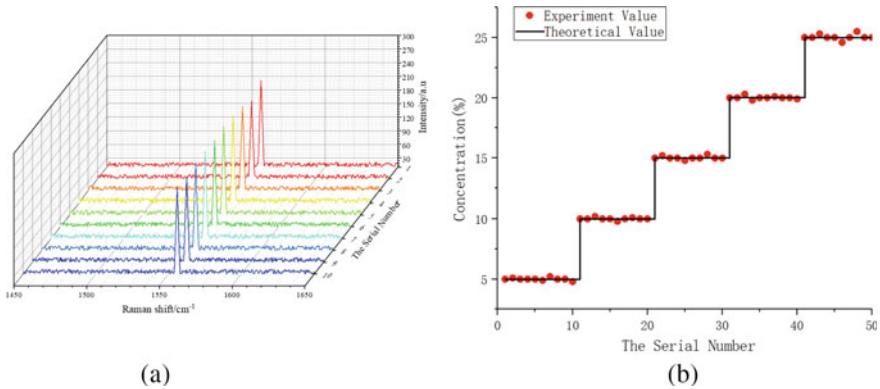 300
270
240
210
180
150
120
90
60
30
Intensity/a.u
The Serial Number
1450
1500
1550
1600
1650
Raman shift/cm-1
(a)
Experiment Value
Theoretical Value
25
20
15
10
5
Concentration(%)
0
10
20
30
40
50
The Serial Number
(b)